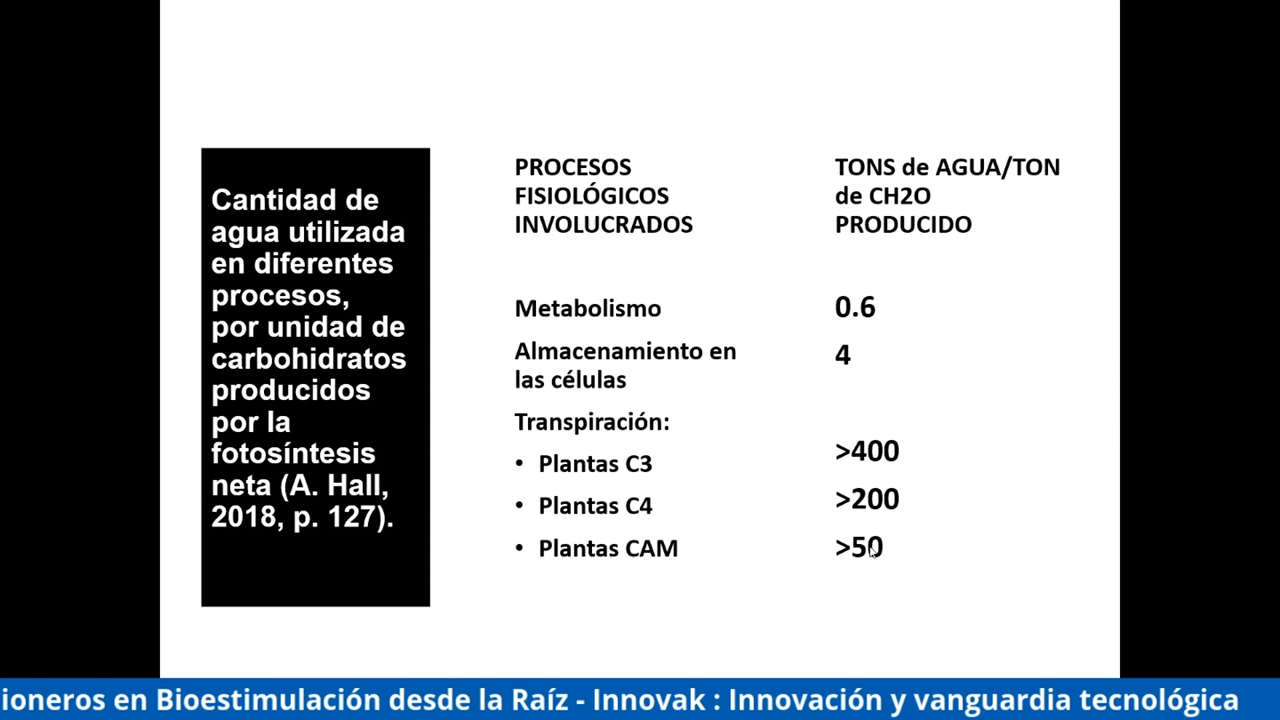 Cantidad de
agua utilizada
en diferentes
procesos,
por unidad de
carbohidratos
producidos
por la
fotosíntesis
neta (A. Hall,
2018, p. 127).
PROCESOS
FISIOLÓGICOS
INVOLUCRADOS
TONS de AGUA/TON
de CH2O
PRODUCIDO
Metabolismo
0.6
Almacenamiento en
las células
4
Transpiración:
• Plantas C3
>400
• Plantas C4
>200
• Plantas CAM
>50
ioneros en Bioestimulación desde la Raíz - Innovak : Innovación y vanguardia tecnológica